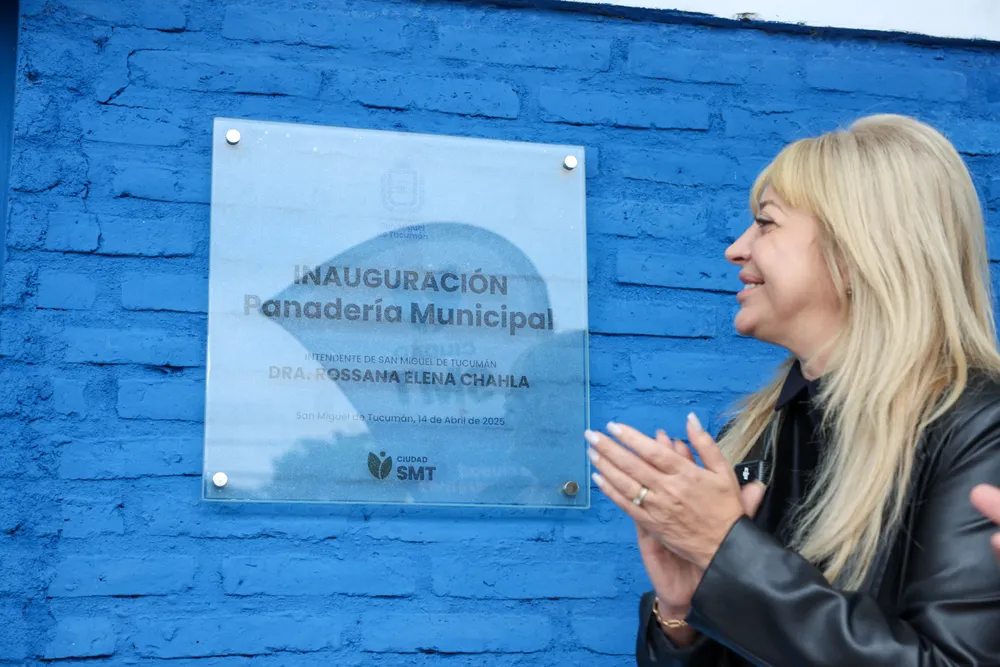 INAUGURACIÓN
Panadería Municipal
INTENDENTE DE SAN MIGUEL DE TUCUMÁN
DRA. ROSSANA ELENA CHAHLA
San Miguel de Tucumán, 14 de Abril de 2025
CIUDAD
SMT